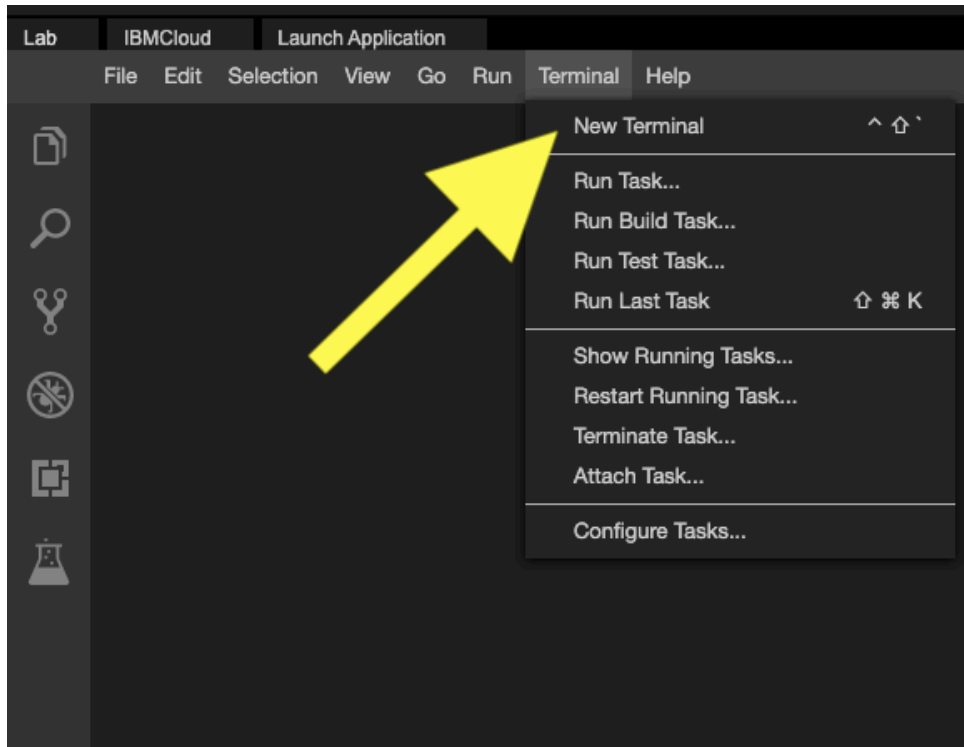 Lab IBMCloud Launch Application
File Edit Selection View Go Run Terminal Help
New Terminal ^ ⇧ `
Run Task...
Run Build Task...
Run Test Task...
Run Last Task ⇧ ⌘ K
Show Running Tasks...
Restart Running Task...
Terminate Task...
Attach Task...
Configure Tasks...